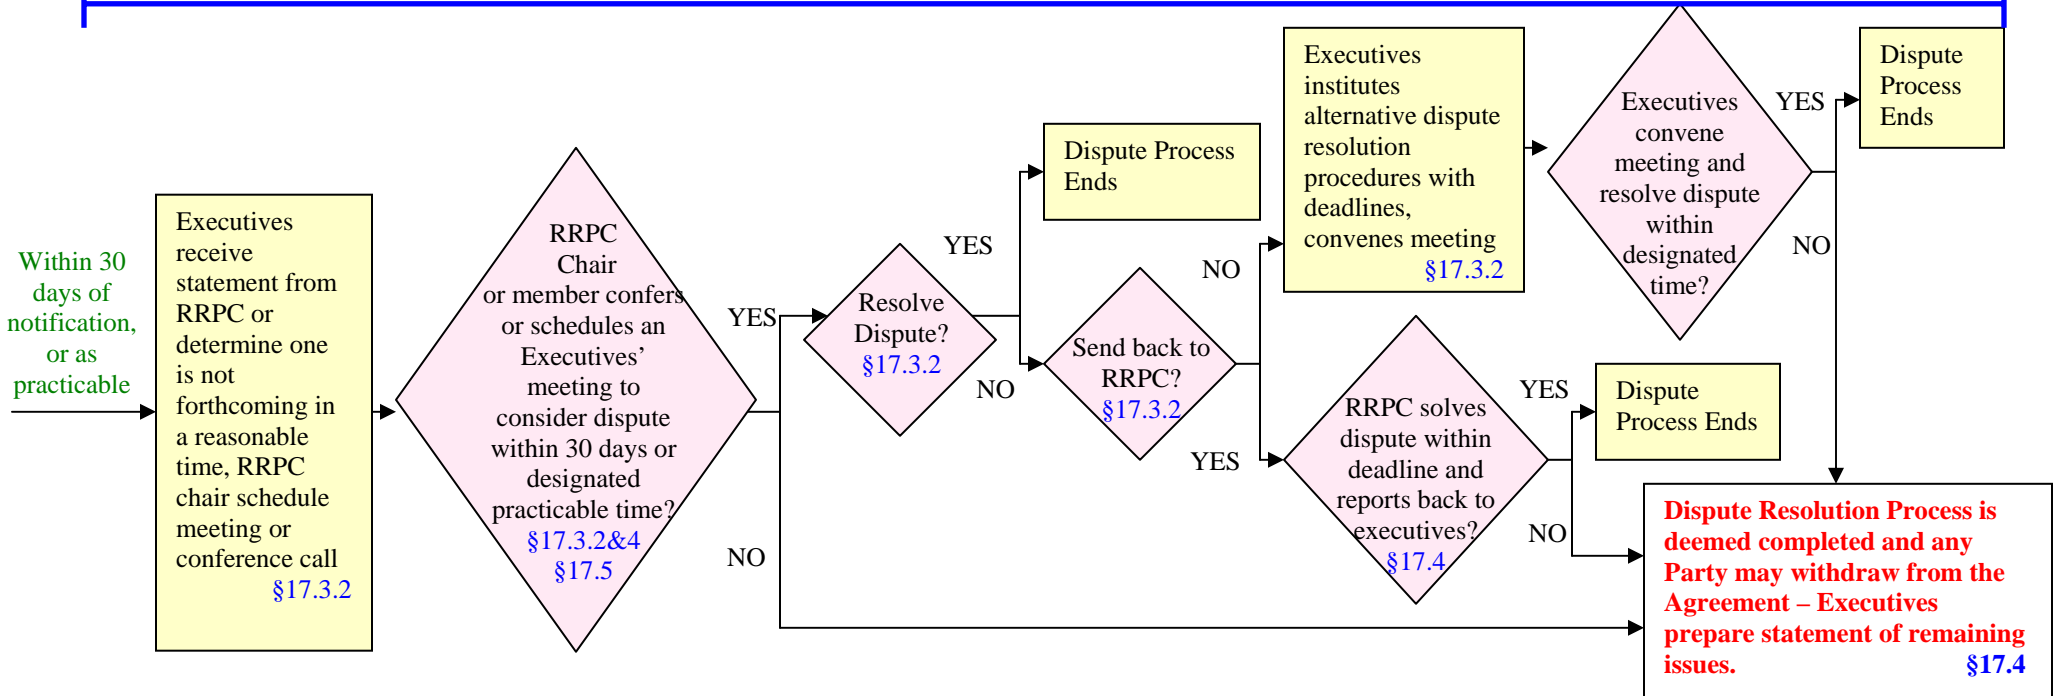 Within 30
days of
notification,
or as
practicable
Executives
receive
statement from
RRPC or
determine one
is not
forthcoming in
a reasonable
time, RRPC
chair schedule
meeting or
conference call
§17.3.2
RRPC
Chair
or member confers
or schedules an
Executives’
meeting to
consider dispute
within 30 days or
designated
practicable time?
§17.3.2&4
§17.5
YES
NO
Resolve
Dispute?
§17.3.2
YES
NO
Dispute Process
Ends
Send back to
RRPC?
§17.3.2
NO
YES
Executives
institutes
alternative dispute
resolution
procedures with
deadlines,
convenes meeting
§17.3.2
RRPC solves
dispute within
deadline and
reports back to
executives?
§17.4
YES
NO
Dispute
Process Ends
Executives
convene
meeting and
resolve dispute
within
designated
time?
YES
NO
Dispute
Process
Ends
Dispute Resolution Process is
deemed completed and any
Party may withdraw from the
Agreement – Executives
prepare statement of remaining
issues. §17.4